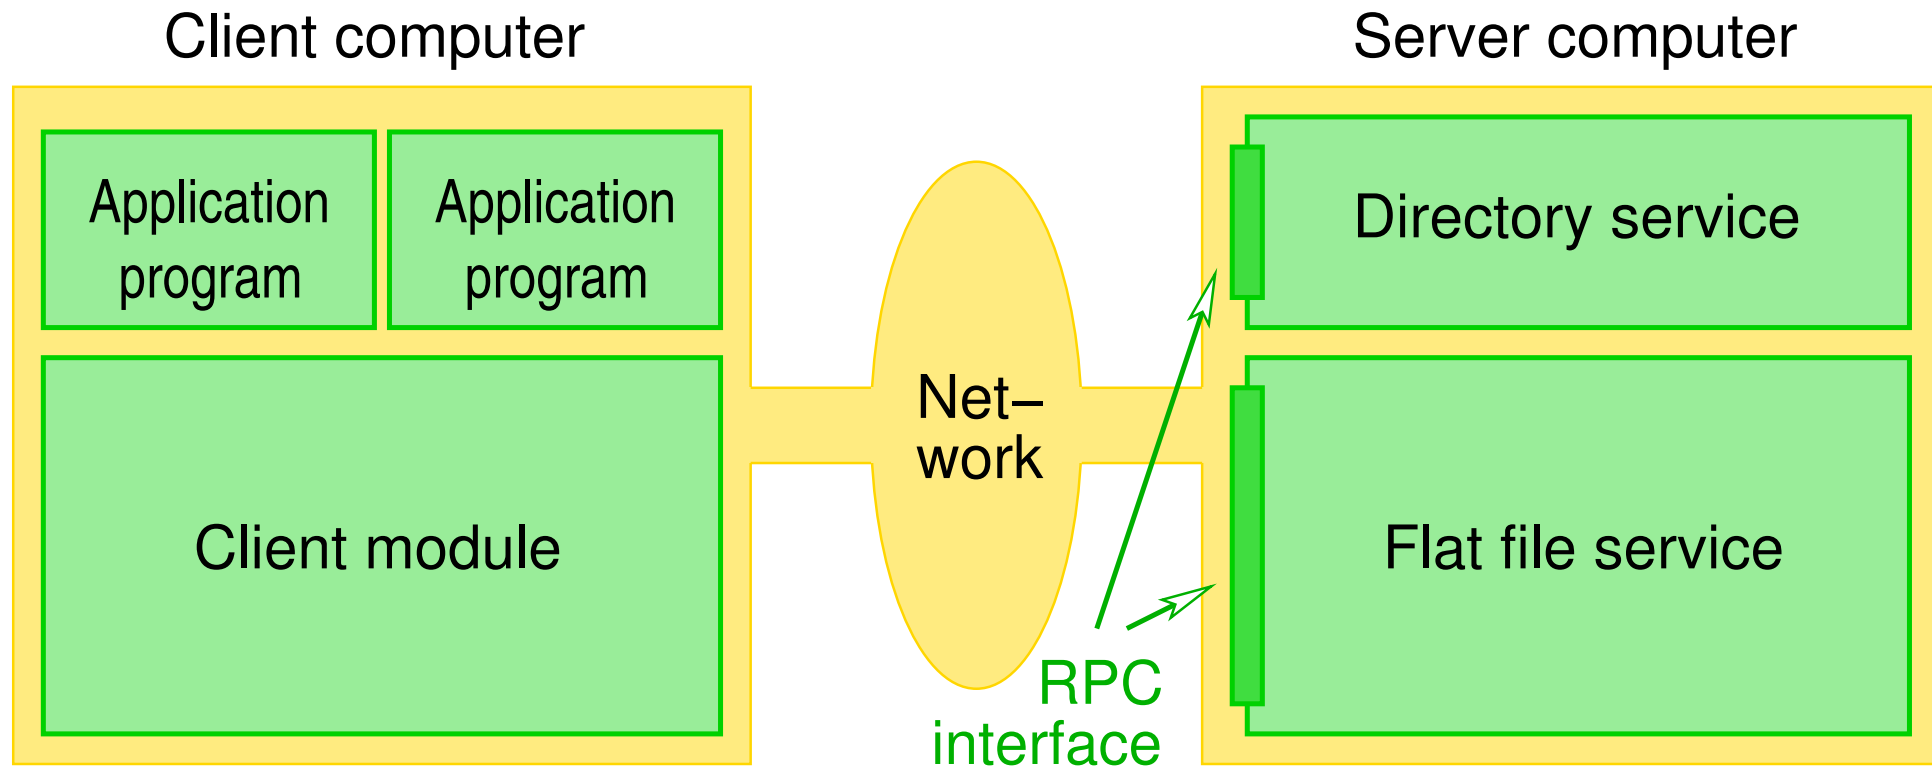 Client computer
Server computer
Application
program
Application
program
Directory service
Net–
work
Client module
Flat file service
RPC
interface